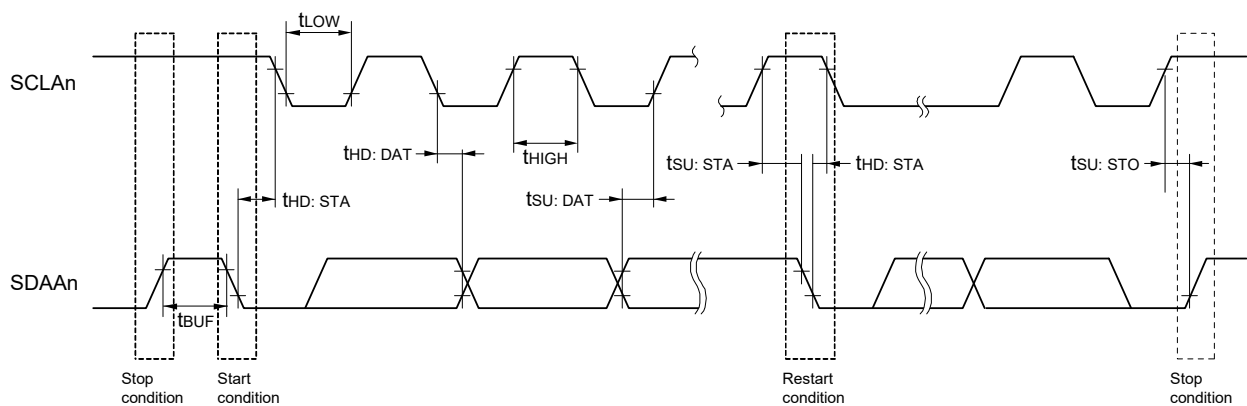 tLOW
SCLAn
tHD: DAT
tHIGH
tSU: STA
tHD: STA
tSU: STO
tHD: STA
tSU: DAT
SDAAn
tBUF
Stop
condition
Start
condition
Restart
condition
Stop
condition